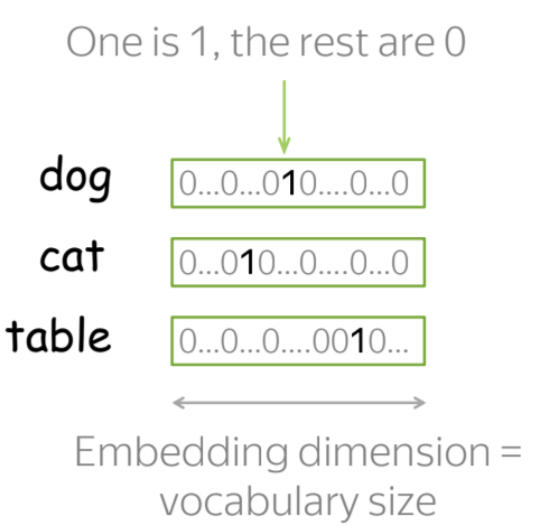 One is 1, the rest are 0
dog 0...0...010....0...0
cat 0...010...0....0...0
table 0...0...0....0010...
Embedding dimension =
vocabulary size